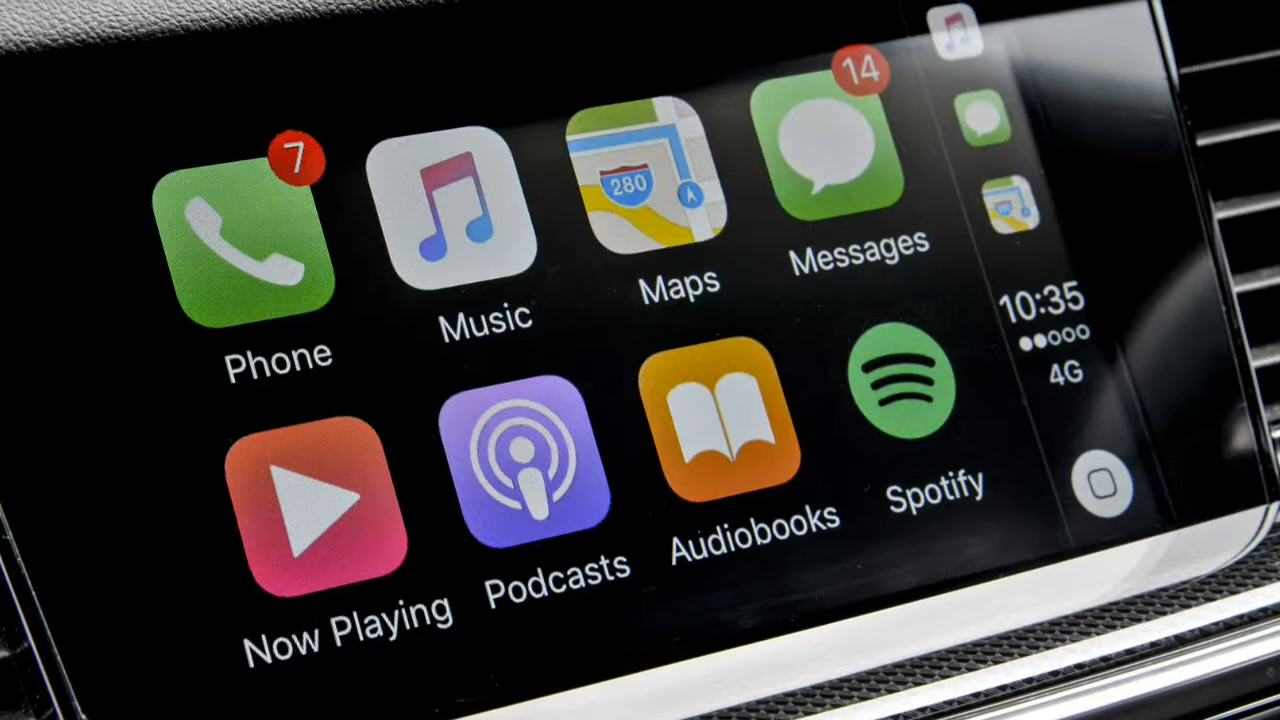 7
14
280
Phone
Music
Maps
Messages
10:35
4G
Now Playing
Podcasts
Audiobooks
Spotify